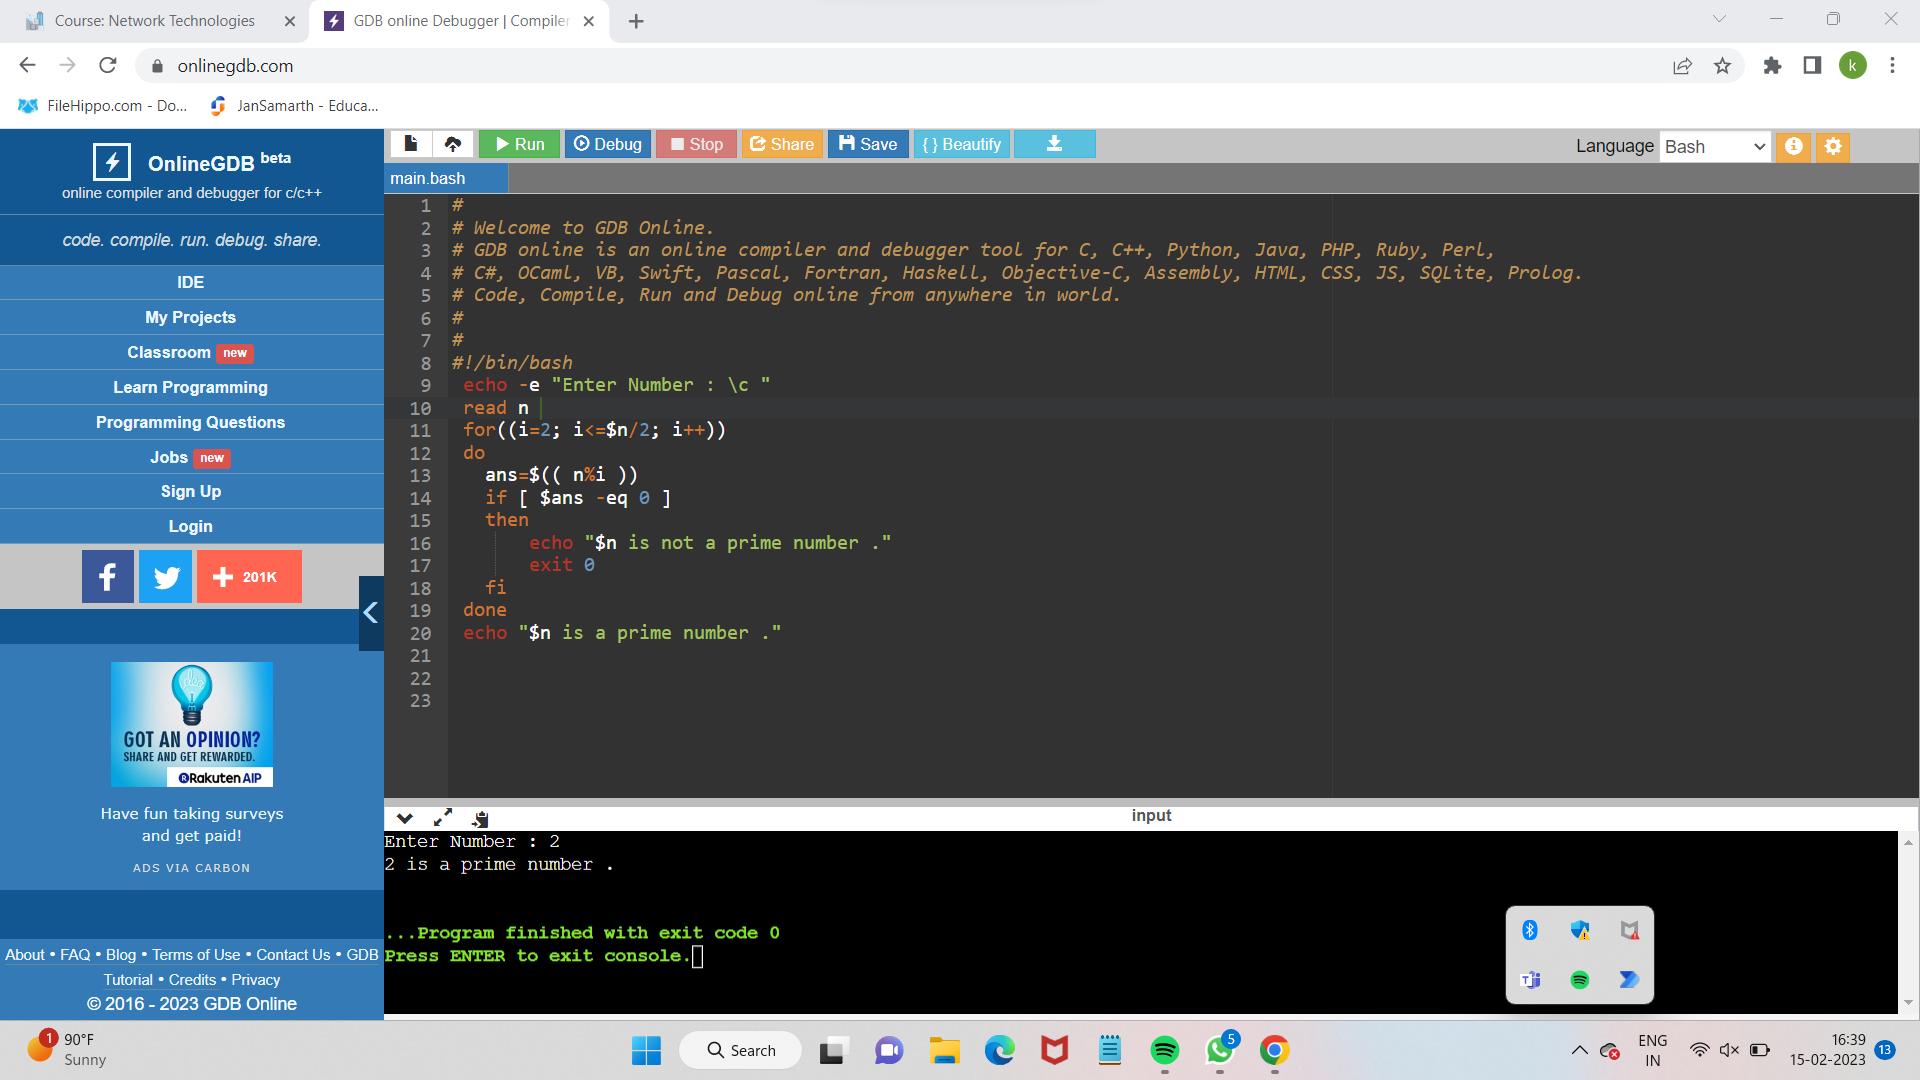 Course: Network Technologies
GDB online Debugger | Compiler
onlinegdb.com
k
FileHippo.com - Do...
JanSamarth - Educa...
OnlineGDB beta
online compiler and debugger for c/c++
code. compile. run. debug. share.
IDE
My Projects
Classroom new
Learn Programming
Programming Questions
Jobs new
Sign Up
Login
f
201K
GOT AN OPINION?
SHARE AND GET REWARDED.
Rakuten AIP
Have fun taking surveys
and get paid!
ADS VIA CARBON
About • FAQ • Blog • Terms of Use • Contact Us • GDB
Tutorial • Credits • Privacy
© 2016 - 2023 GDB Online
Run Debug Stop Share Save { } Beautify
Language Bash
main.bash
1 #
2 # Welcome to GDB Online.
3 # GDB online is an online compiler and debugger tool for C, C++, Python, Java, PHP, Ruby, Perl,
4 # C#, OCaml, VB, Swift, Pascal, Fortran, Haskell, Objective-C, Assembly, HTML, CSS, JS, SQLite, Prolog.
5 # Code, Compile, Run and Debug online from anywhere in world.
6 #
7 #
8 #!/bin/bash
9 echo -e "Enter Number : \c "
10 read n
11 for((i=2; i<=$n/2; i++))
12 do
13 ans=$(( n%i ))
14 if [ $ans -eq 0 ]
15 then
16 echo "$n is not a prime number ."
17 exit 0
18 fi
19 done
20 echo "$n is a prime number ."
21
22
23
input
Enter Number : 2
2 is a prime number .
...Program finished with exit code 0
Press ENTER to exit console.
1
90°F
Sunny
Search
5
ENG
IN
16:39
15-02-2023
13